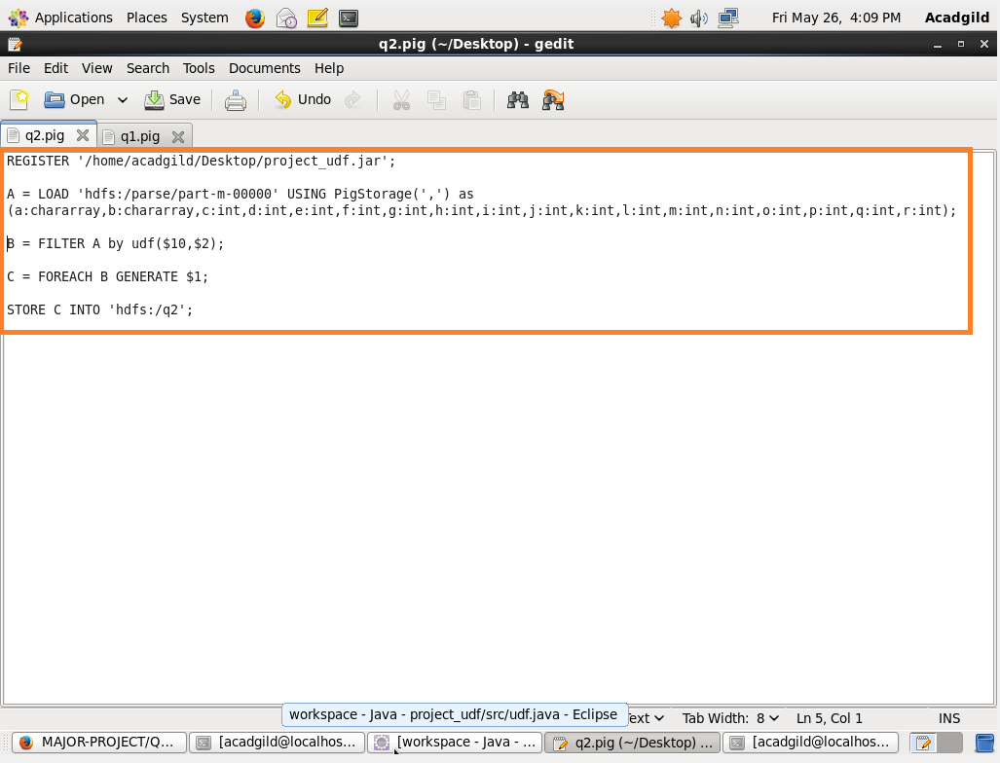 Applications Places System Fri May 26, 4:09 PM Acadgild
q2.pig (~/Desktop) - gedit
File Edit View Search Tools Documents Help
Open Save Undo
q2.pig q1.pig
REGISTER '/home/acadgild/Desktop/project_udf.jar';
A = LOAD 'hdfs:/parse/part-m-00000' USING PigStorage(',') as
(a:chararray,b:chararray,c:int,d:int,e:int,f:int,g:int,h:int,i:int,j:int,k:int,l:int,m:int,n:int,o:int,p:int,q:int,r:int);
B = FILTER A by udf($10,$2);
C = FOREACH B GENERATE $1;
STORE C INTO 'hdfs:/q2';
workspace - Java - project_udf/src/udf.java - Eclipse
ext Tab Width: 8 Ln 5, Col 1 INS
MAJOR-PROJECT/Q... [acadgild@localhos... [workspace - Java - ... q2.pig (~/Desktop) ... [acadgild@localhos...